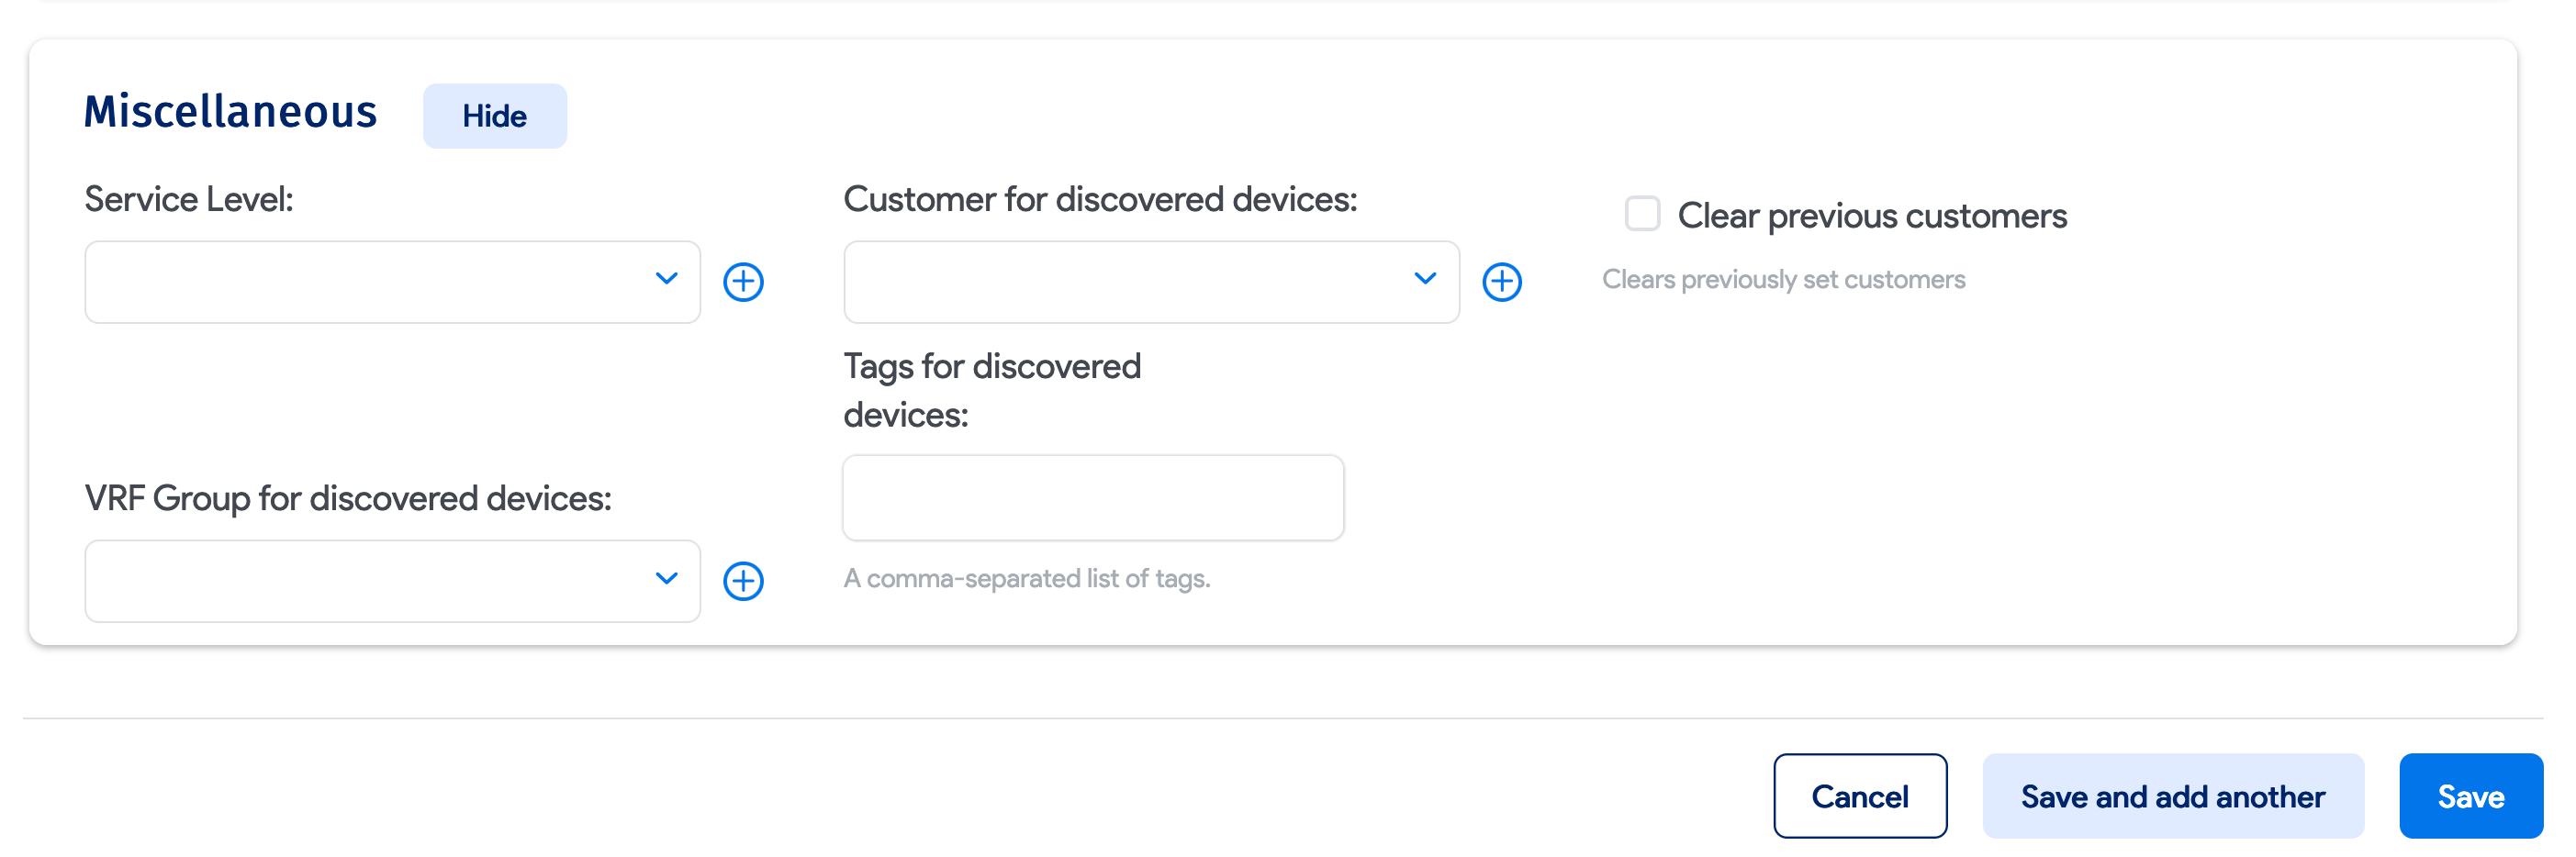 Miscellaneous
Hide
Service Level:
Customer for discovered devices:
Clear previous customers
Clears previously set customers
Tags for discovered
devices:
A comma-separated list of tags.
VRF Group for discovered devices:
Cancel
Save and add another
Save